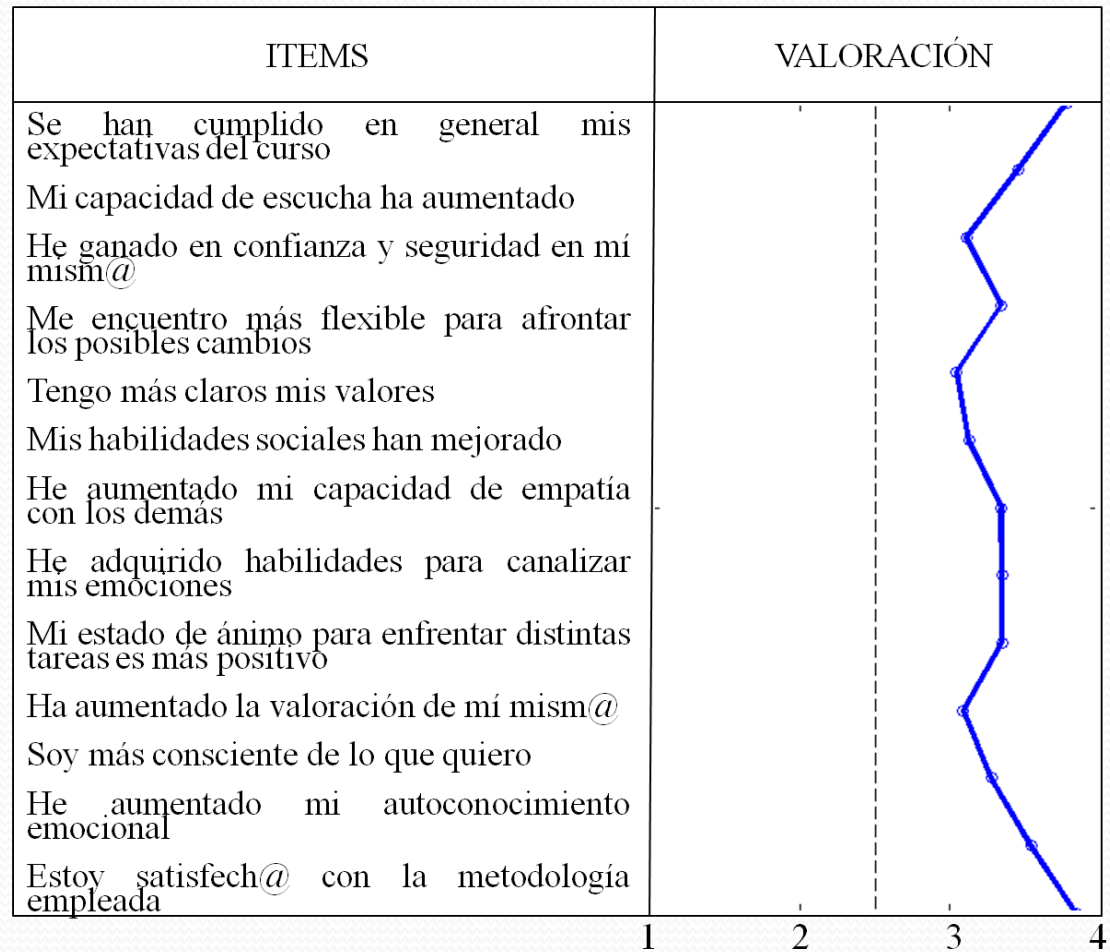 ITEMS
VALORACIÓN
Se han cumplido en general mis
expectativas del curso
Mi capacidad de escucha ha aumentado
He ganado en confianza y seguridad en mí
mism@
Me encuentro más flexible para afrontar
los posibles cambios
Tengo más claros mis valores
Mis habilidades sociales han mejorado
He aumentado mi capacidad de empatía
con los demás
He adquirido habilidades para canalizar
mis emociones
Mi estado de ánimo para enfrentar distintas
tareas es más positivo
Ha aumentado la valoración de mí mism@
Soy más consciente de lo que quiero
He aumentado mi autoconocimiento
emocional
Estoy satisfech@ con la metodología
empleada
1 2 3 4